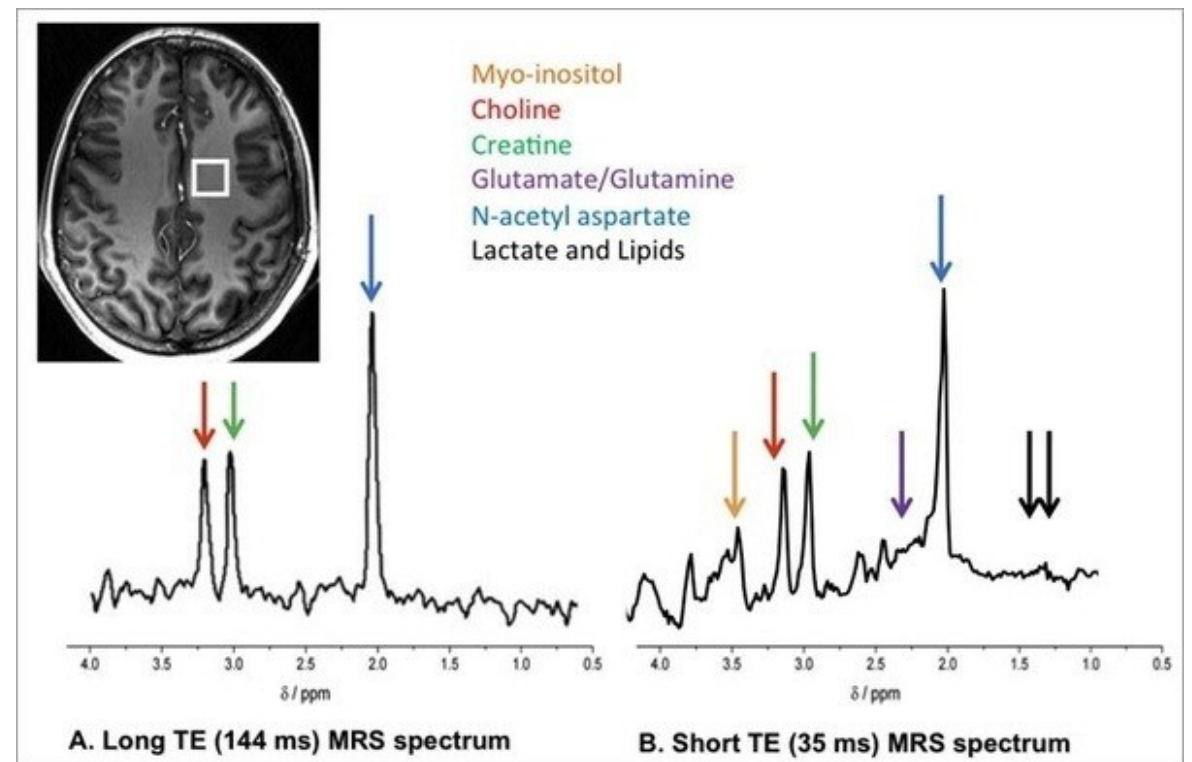 Myo-inositol
Choline
Creatine
Glutamate/Glutamine
N-acetyl aspartate
Lactate and Lipids
4.0 3.5 3.0 2.5 2.0 1.5 1.0 0.5
δ / ppm
A. Long TE (144 ms) MRS spectrum
4.0 3.5 3.0 2.5 2.0 1.5 1.0 0.5
δ / ppm
B. Short TE (35 ms) MRS spectrum